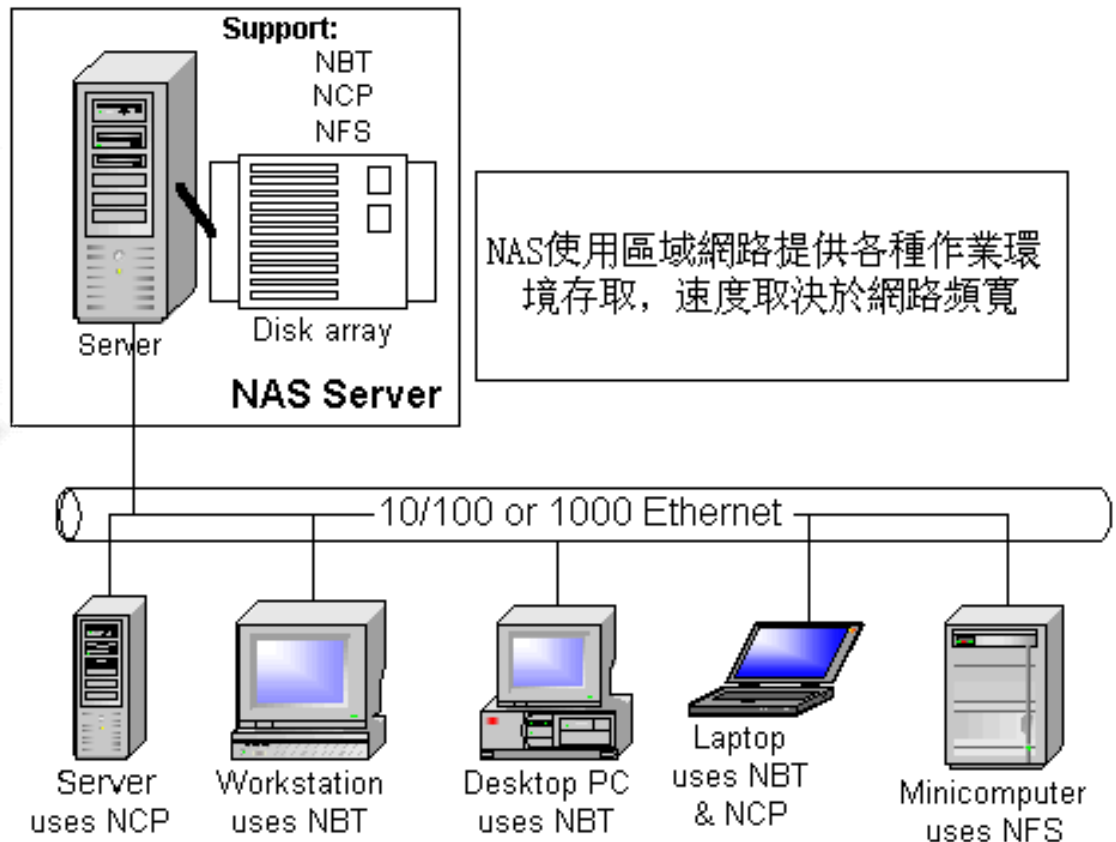 Support:
NBT
NCP
NFS
Server
Disk array
NAS Server
NAS使用區域網路提供各種作業環
境存取，速度取決於網路頻寬
10/100 or 1000 Ethernet
Server
uses NCP
Workstation
uses NBT
Desktop PC
uses NBT
Laptop
uses NBT
& NCP
Minicomputer
uses NFS